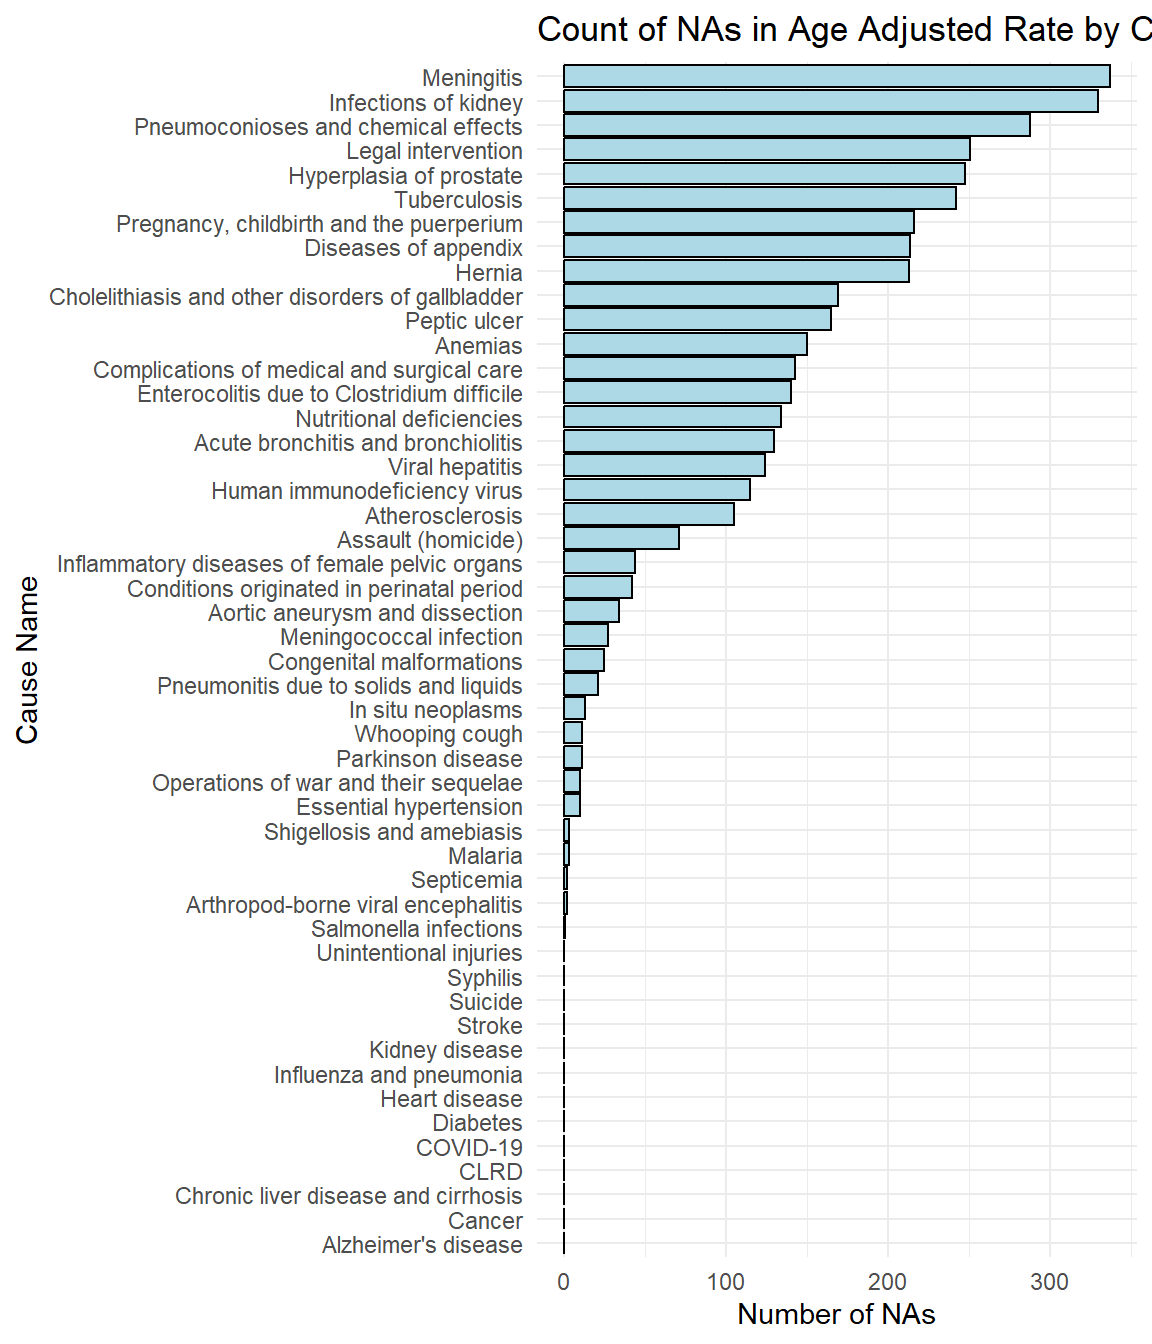 Count of NAs in Age Adjusted Rate by C
Meningitis
Infections of kidney
Pneumoconioses and chemical effects
Legal intervention
Hyperplasia of prostate
Tuberculosis
Pregnancy, childbirth and the puerperium
Diseases of appendix
Hernia
Cholelithiasis and other disorders of gallbladder
Peptic ulcer
Anemias
Complications of medical and surgical care
Enterocolitis due to Clostridium difficile
Nutritional deficiencies
Acute bronchitis and bronchiolitis
Viral hepatitis
Human immunodeficiency virus
Atherosclerosis
Assault (homicide)
Inflammatory diseases of female pelvic organs
Conditions originated in perinatal period
Aortic aneurysm and dissection
Meningococcal infection
Congenital malformations
Pneumonitis due to solids and liquids
In situ neoplasms
Whooping cough
Parkinson disease
Operations of war and their sequelae
Essential hypertension
Shigellosis and amebiasis
Malaria
Septicemia
Arthropod-borne viral encephalitis
Salmonella infections
Unintentional injuries
Syphilis
Suicide
Stroke
Kidney disease
Influenza and pneumonia
Heart disease
Diabetes
COVID-19
CLRD
Chronic liver disease and cirrhosis
Cancer
Alzheimer's disease
Cause Name
0 100 200 300
Number of NAs